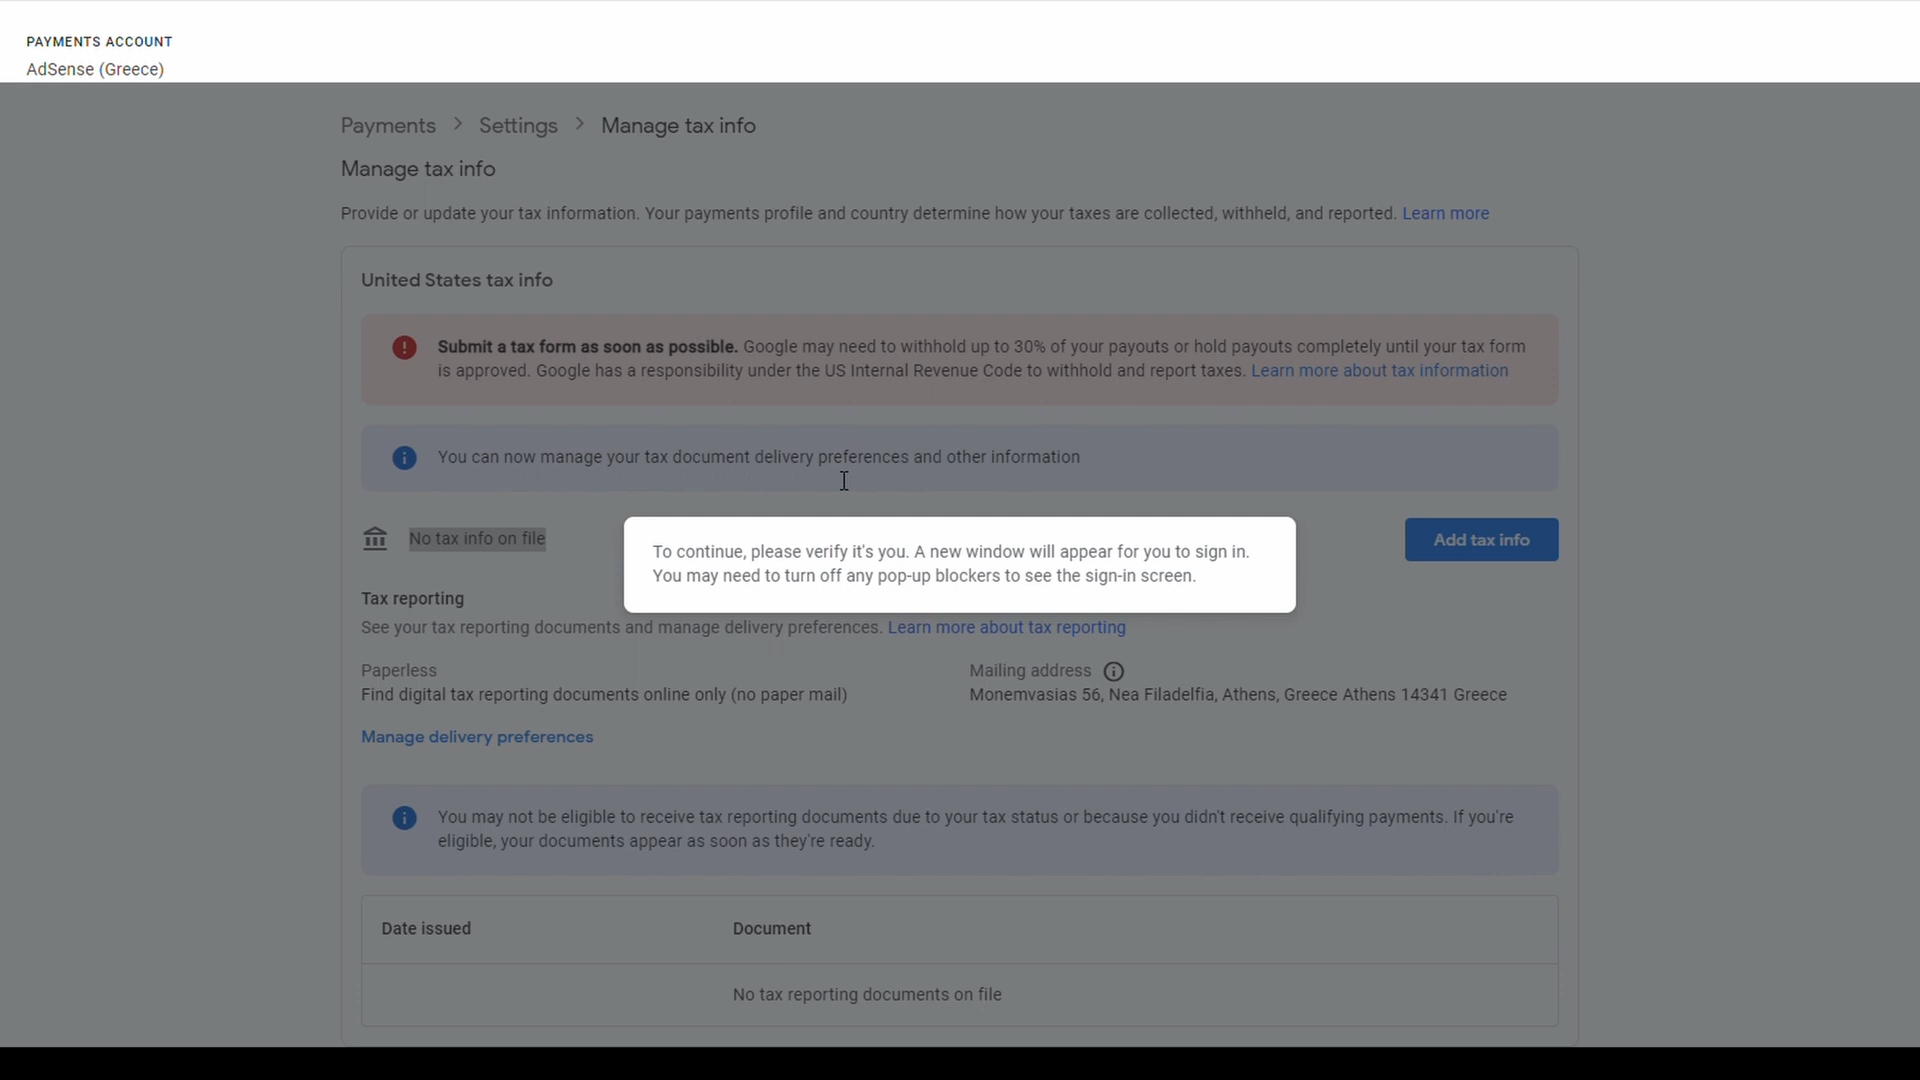 PAYMENTS ACCOUNT
AdSense (Greece)
Payments > Settings > Manage tax info
Manage tax info
Provide or update your tax information. Your payments profile and country determine how your taxes are collected, withheld, and reported. Learn more
United States tax info
Submit a tax form as soon as possible. Google may need to withhold up to 30% of your payouts or hold payouts completely until your tax form
is approved. Google has a responsibility under the US Internal Revenue Code to withhold and report taxes. Learn more about tax information
You can now manage your tax document delivery preferences and other information
No tax info on file
Add tax info
To continue, please verify it's you. A new window will appear for you to sign in.
You may need to turn off any pop-up blockers to see the sign-in screen.
Tax reporting
See your tax reporting documents and manage delivery preferences. Learn more about tax reporting
Paperless
Find digital tax reporting documents online only (no paper mail)
Mailing address
Monemvasias 56, Nea Filadelfia, Athens, Greece Athens 14341 Greece
Manage delivery preferences
You may not be eligible to receive tax reporting documents due to your tax status or because you didn't receive qualifying payments. If you're
eligible, your documents appear as soon as they're ready.
Date issued Document
No tax reporting documents on file